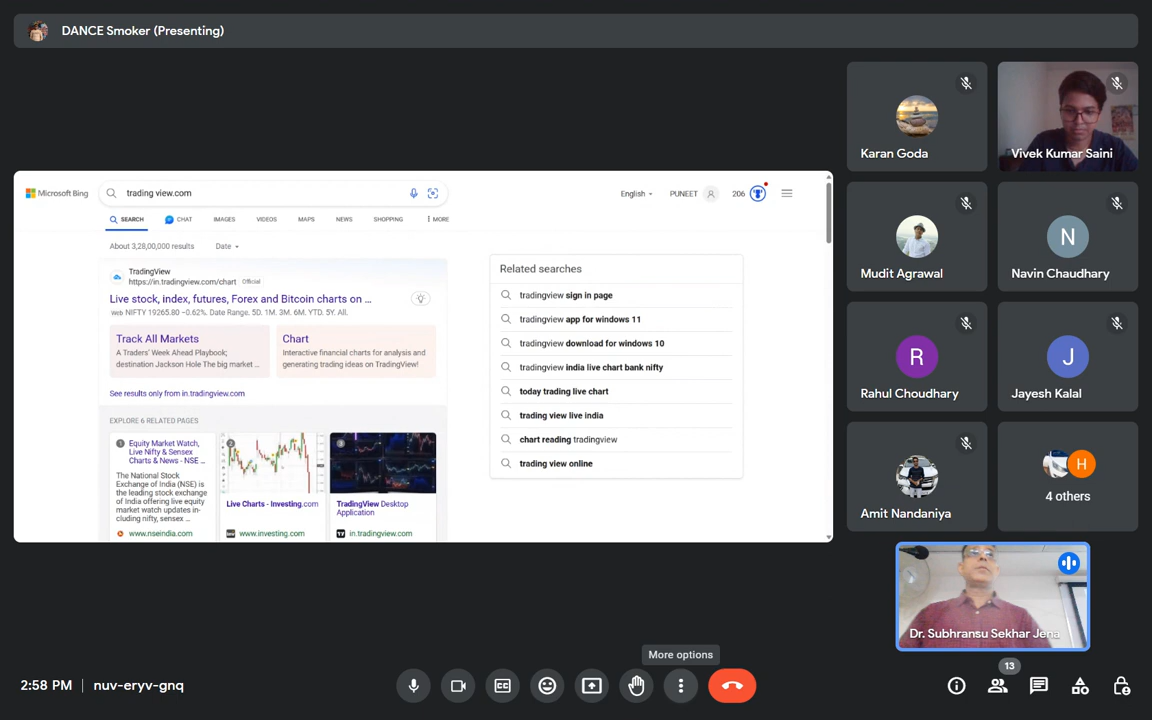 DANCE Smoker (Presenting)
Microsoft Bing
trading view.com
English
PUNEET
206
SEARCH
CHAT
IMAGES
VIDEOS
MAPS
NEWS
SHOPPING
MORE
About 3,28,00,000 results
Date
TradingView
https://in.tradingview.com/chart
Official
Live stock, index, futures, Forex and Bitcoin charts on ...
Web NIFTY 19265.80 −0.62%. Date Range. 5D. 1M. 3M. 6M. YTD. 5Y. All.
Track All Markets
A Traders' Week Ahead Playbook;
destination Jackson Hole The big market ...
Chart
Interactive financial charts for analysis and
generating trading ideas on TradingView!
See results only from in.tradingview.com
EXPLORE 6 RELATED PAGES
1
Equity Market Watch,
Live Nifty & Sensex
Charts & News - NSE ...
The National Stock
Exchange of India (NSE) is
the leading stock exchange
of India offering live equity
market watch updates in-
cluding nifty, sensex ...
www.nseindia.com
2
Live Charts - Investing.com
www.investing.com
3
TradingView Desktop
Application
in.tradingview.com
Related searches
tradingview sign in page
tradingview app for windows 11
tradingview download for windows 10
tradingview india live chart bank nifty
today trading live chart
trading view live india
chart reading tradingview
trading view online
Karan Goda
Vivek Kumar Saini
Mudit Agrawal
N
Navin Chaudhary
R
Rahul Choudhary
J
Jayesh Kalal
Amit Nandaniya
H
4 others
Dr. Subhransu Sekhar Jena
More options
2:58 PM
nuv-eryv-gnq
CC
13